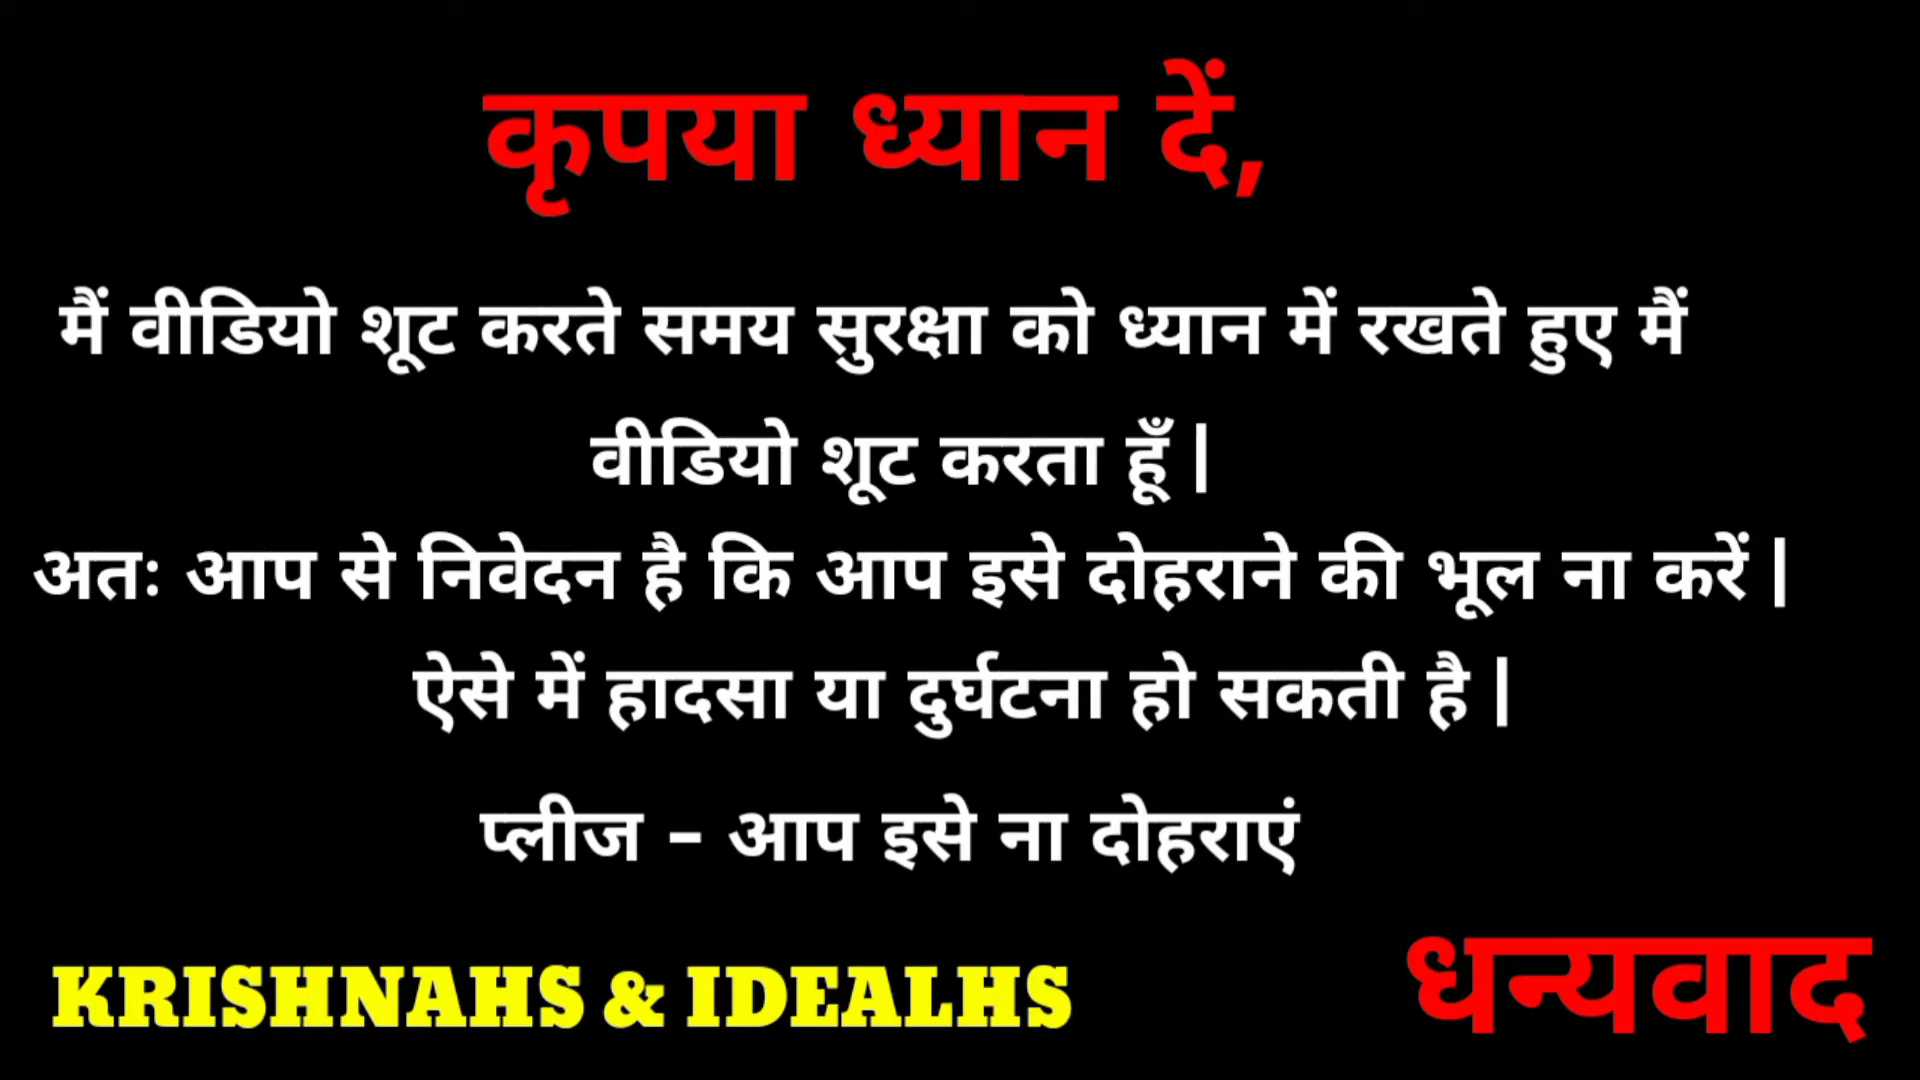 कृपया ध्यान दें,
मैं वीडियो शूट करते समय सुरक्षा को ध्यान में रखते हुए मैं
वीडियो शूट करता हूँ |
अतः आप से निवेदन है कि आप इसे दोहराने की भूल ना करें |
ऐसे में हादसा या दुर्घटना हो सकती है |
प्लीज – आप इसे ना दोहराएं
KRISHNAHS & IDEALHS
धन्यवाद